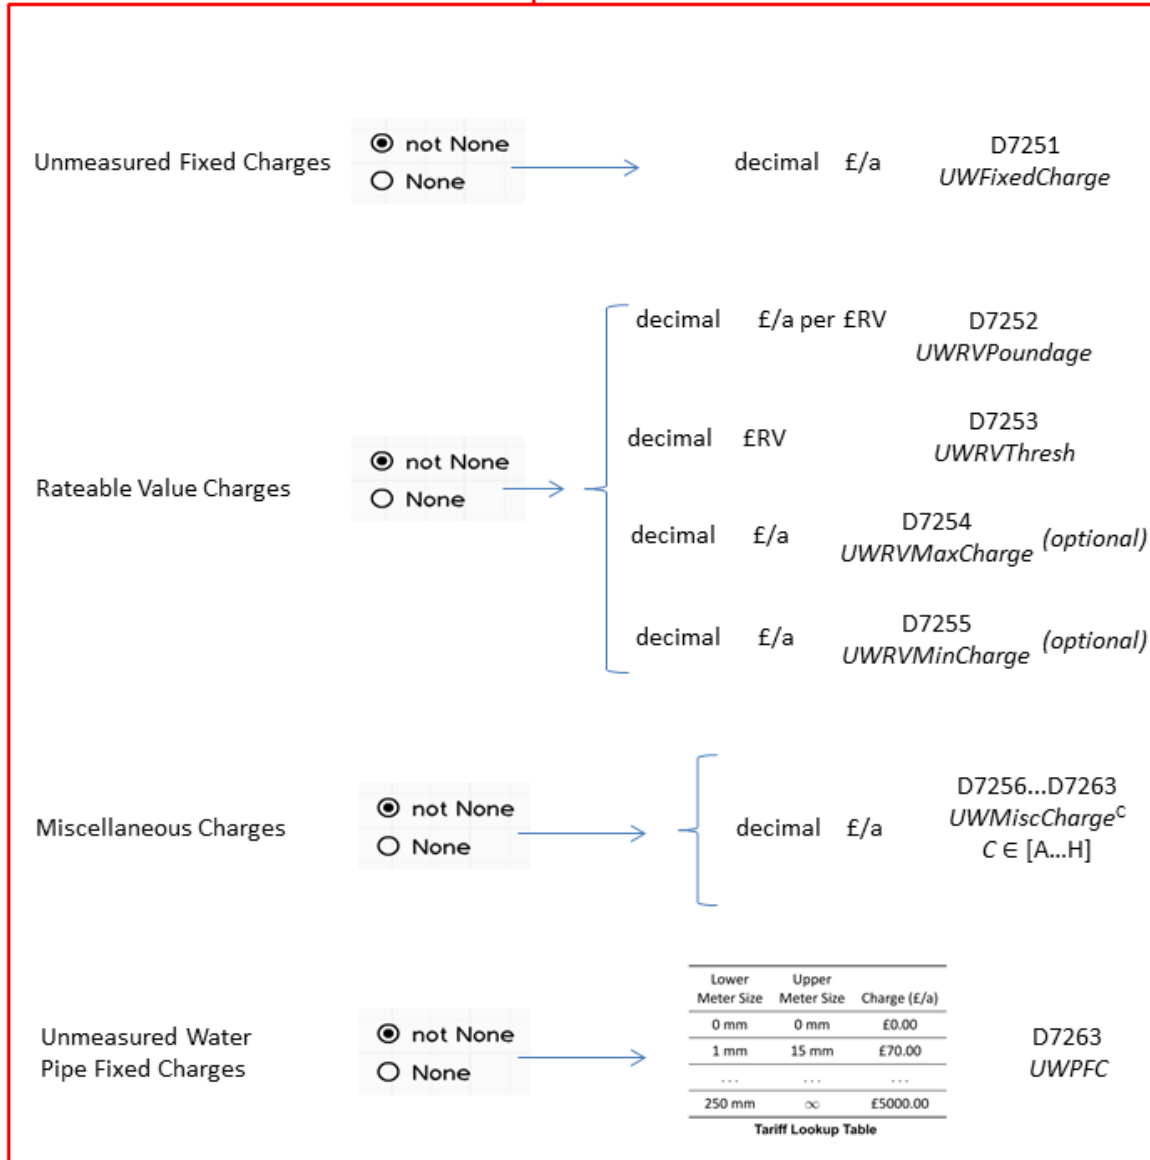 Unmeasured Fixed Charges
not None
None
decimal £/a
D7251
UWFixedCharge
Rateable Value Charges
not None
None
decimal £/a per £RV
D7252
UWRVPoundage
decimal £RV
D7253
UWRVThresh
decimal £/a
D7254
UWRVMaxCharge (optional)
decimal £/a
D7255
UWRVMinCharge (optional)
Miscellaneous Charges
not None
None
decimal £/a
D7256...D7263
UWMiscChargeᶜ
C ∈ [A...H]
Unmeasured Water
Pipe Fixed Charges
not None
None
Lower Meter Size Upper Meter Size Charge (£/a)
0 mm 0 mm £0.00
1 mm 15 mm £70.00
... ... ...
250 mm ∞ £5000.00
Tariff Lookup Table
D7263
UWPFC